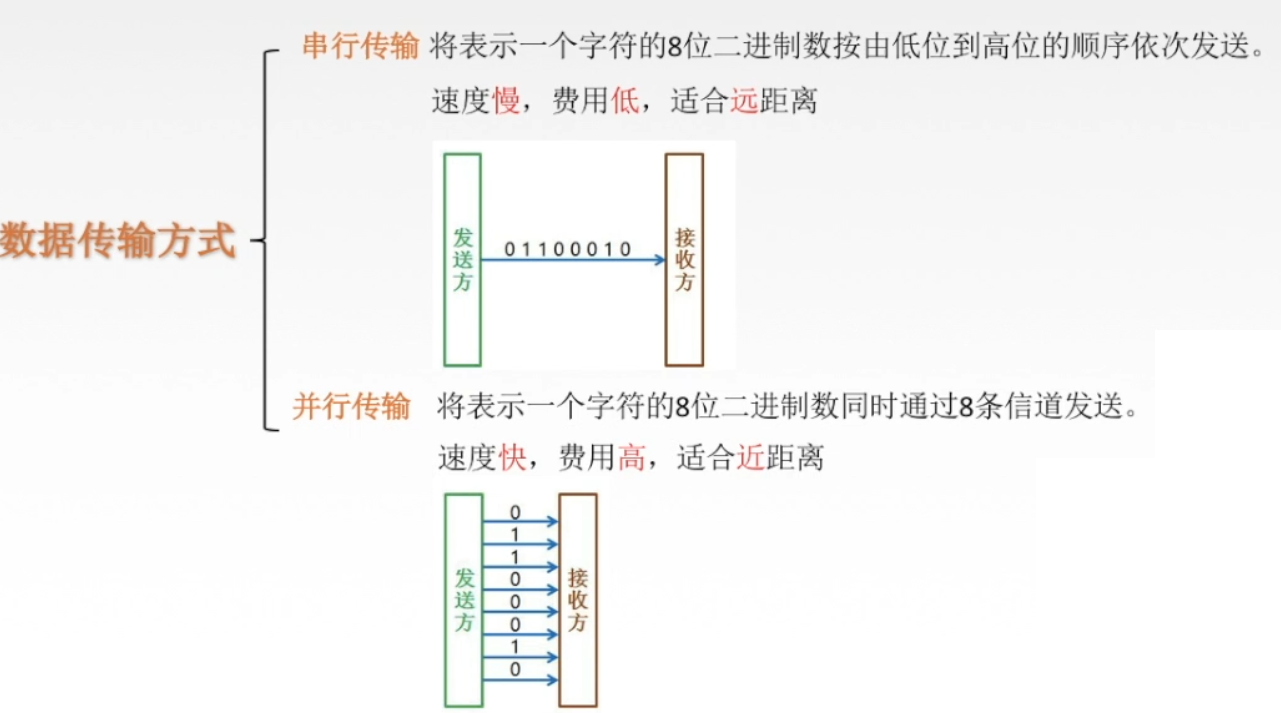 数据传输方式
串行传输 将表示一个字符的8位二进制数按由低位到高位的顺序依次发送。
速度慢，费用低，适合远距离
发送方
01100010
接收方
并行传输 将表示一个字符的8位二进制数同时通过8条信道发送。
速度快，费用高，适合近距离
发送方
0
1
1
0
0
0
1
0
接收方